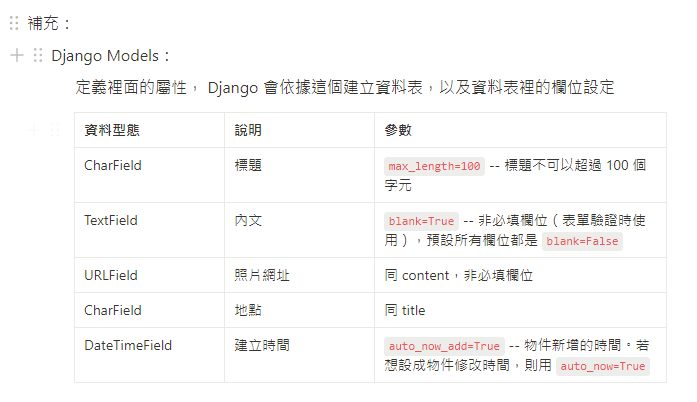 補充：
Django Models：
定義裡面的屬性， Django 會依據這個建立資料表，以及資料表裡的欄位設定
資料型態 說明 參數
CharField 標題 max_length=100 -- 標題不可以超過 100 個
字元
TextField 內文 blank=True -- 非必填欄位（表單驗證時使
用），預設所有欄位都是 blank=False
URLField 照片網址 同 content，非必填欄位
CharField 地點 同 title
DateTimeField 建立時間 auto_now_add=True -- 物件新增的時間。若
想設成物件修改時間，則用 auto_now=True